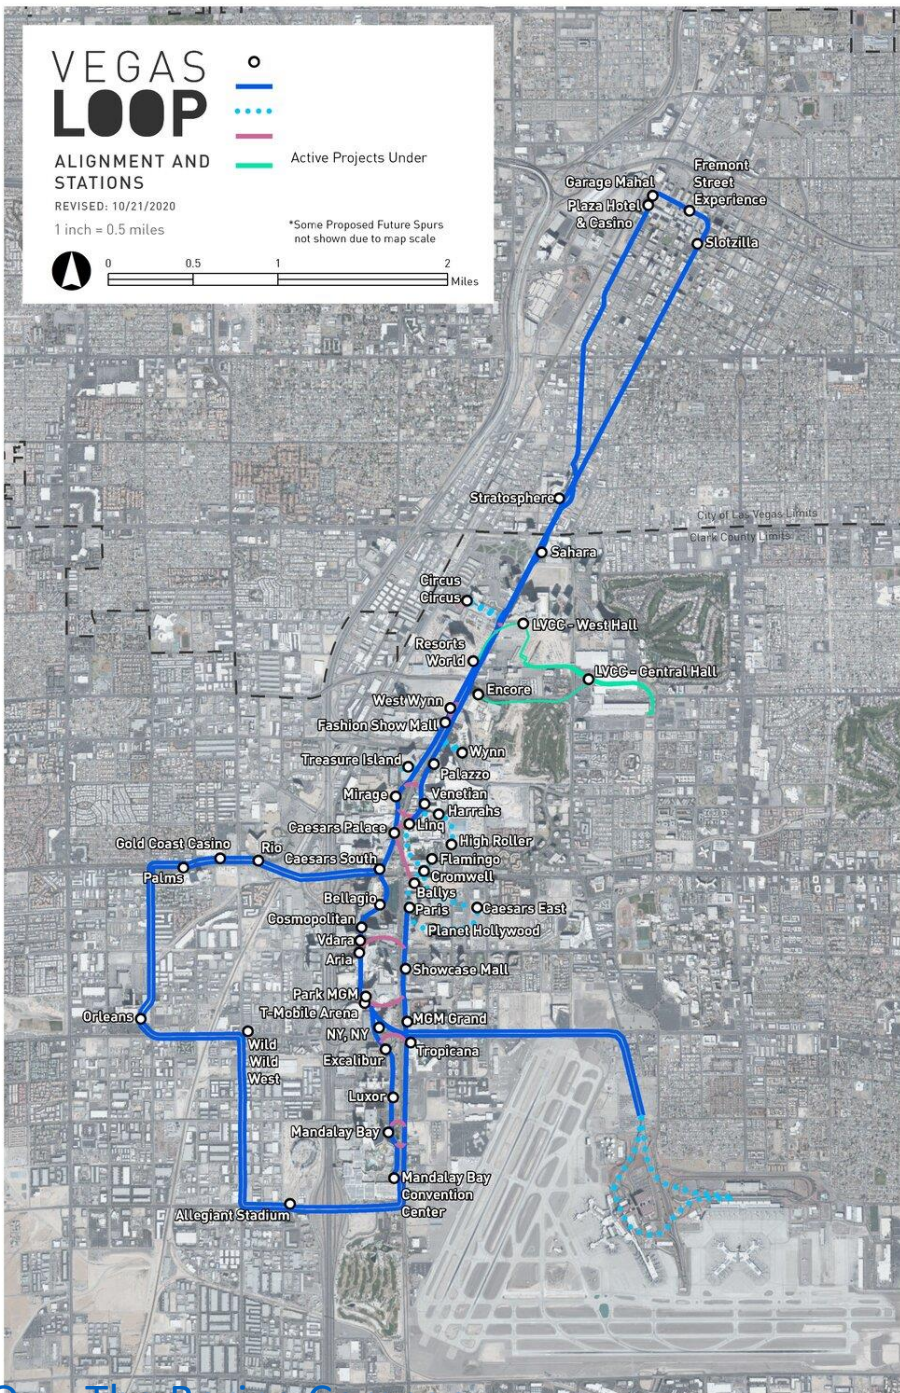 VEGAS
LOOP
ALIGNMENT AND
STATIONS
REVISED: 10/21/2020
1 inch = 0.5 miles
Active Projects Under
*Some Proposed Future Spurs
not shown due to map scale
0 0.5 1 2
Miles
Garage Mahal
Fremont
Street
Experience
Plaza Hotel
& Casino
Slotzilla
Stratosphere
City of Las Vegas Limits
Clark County Limits
Sahara
Circus
Circus
LVCC - West Hall
Resorts
World
LVCC - Central Hall
Encore
West Wynn
Fashion Show Mall
Wynn
Treasure Island
Palazzo
Mirage
Venetian
Harrahs
Caesars Palace
Linq
High Roller
Gold Coast Casino
Rio
Caesars South
Flamingo
Palms
Cromwell
Ballys
Bellagio
Paris
Caesars East
Cosmopolitan
Planet Hollywood
Vdara
Aria
Showcase Mall
Park MGM
T-Mobile Arena
Orleans
MGM Grand
NY, NY
Wild
Wild
West
Tropicana
Excalibur
Luxor
Mandalay Bay
Mandalay Bay
Convention
Center
Allegiant Stadium